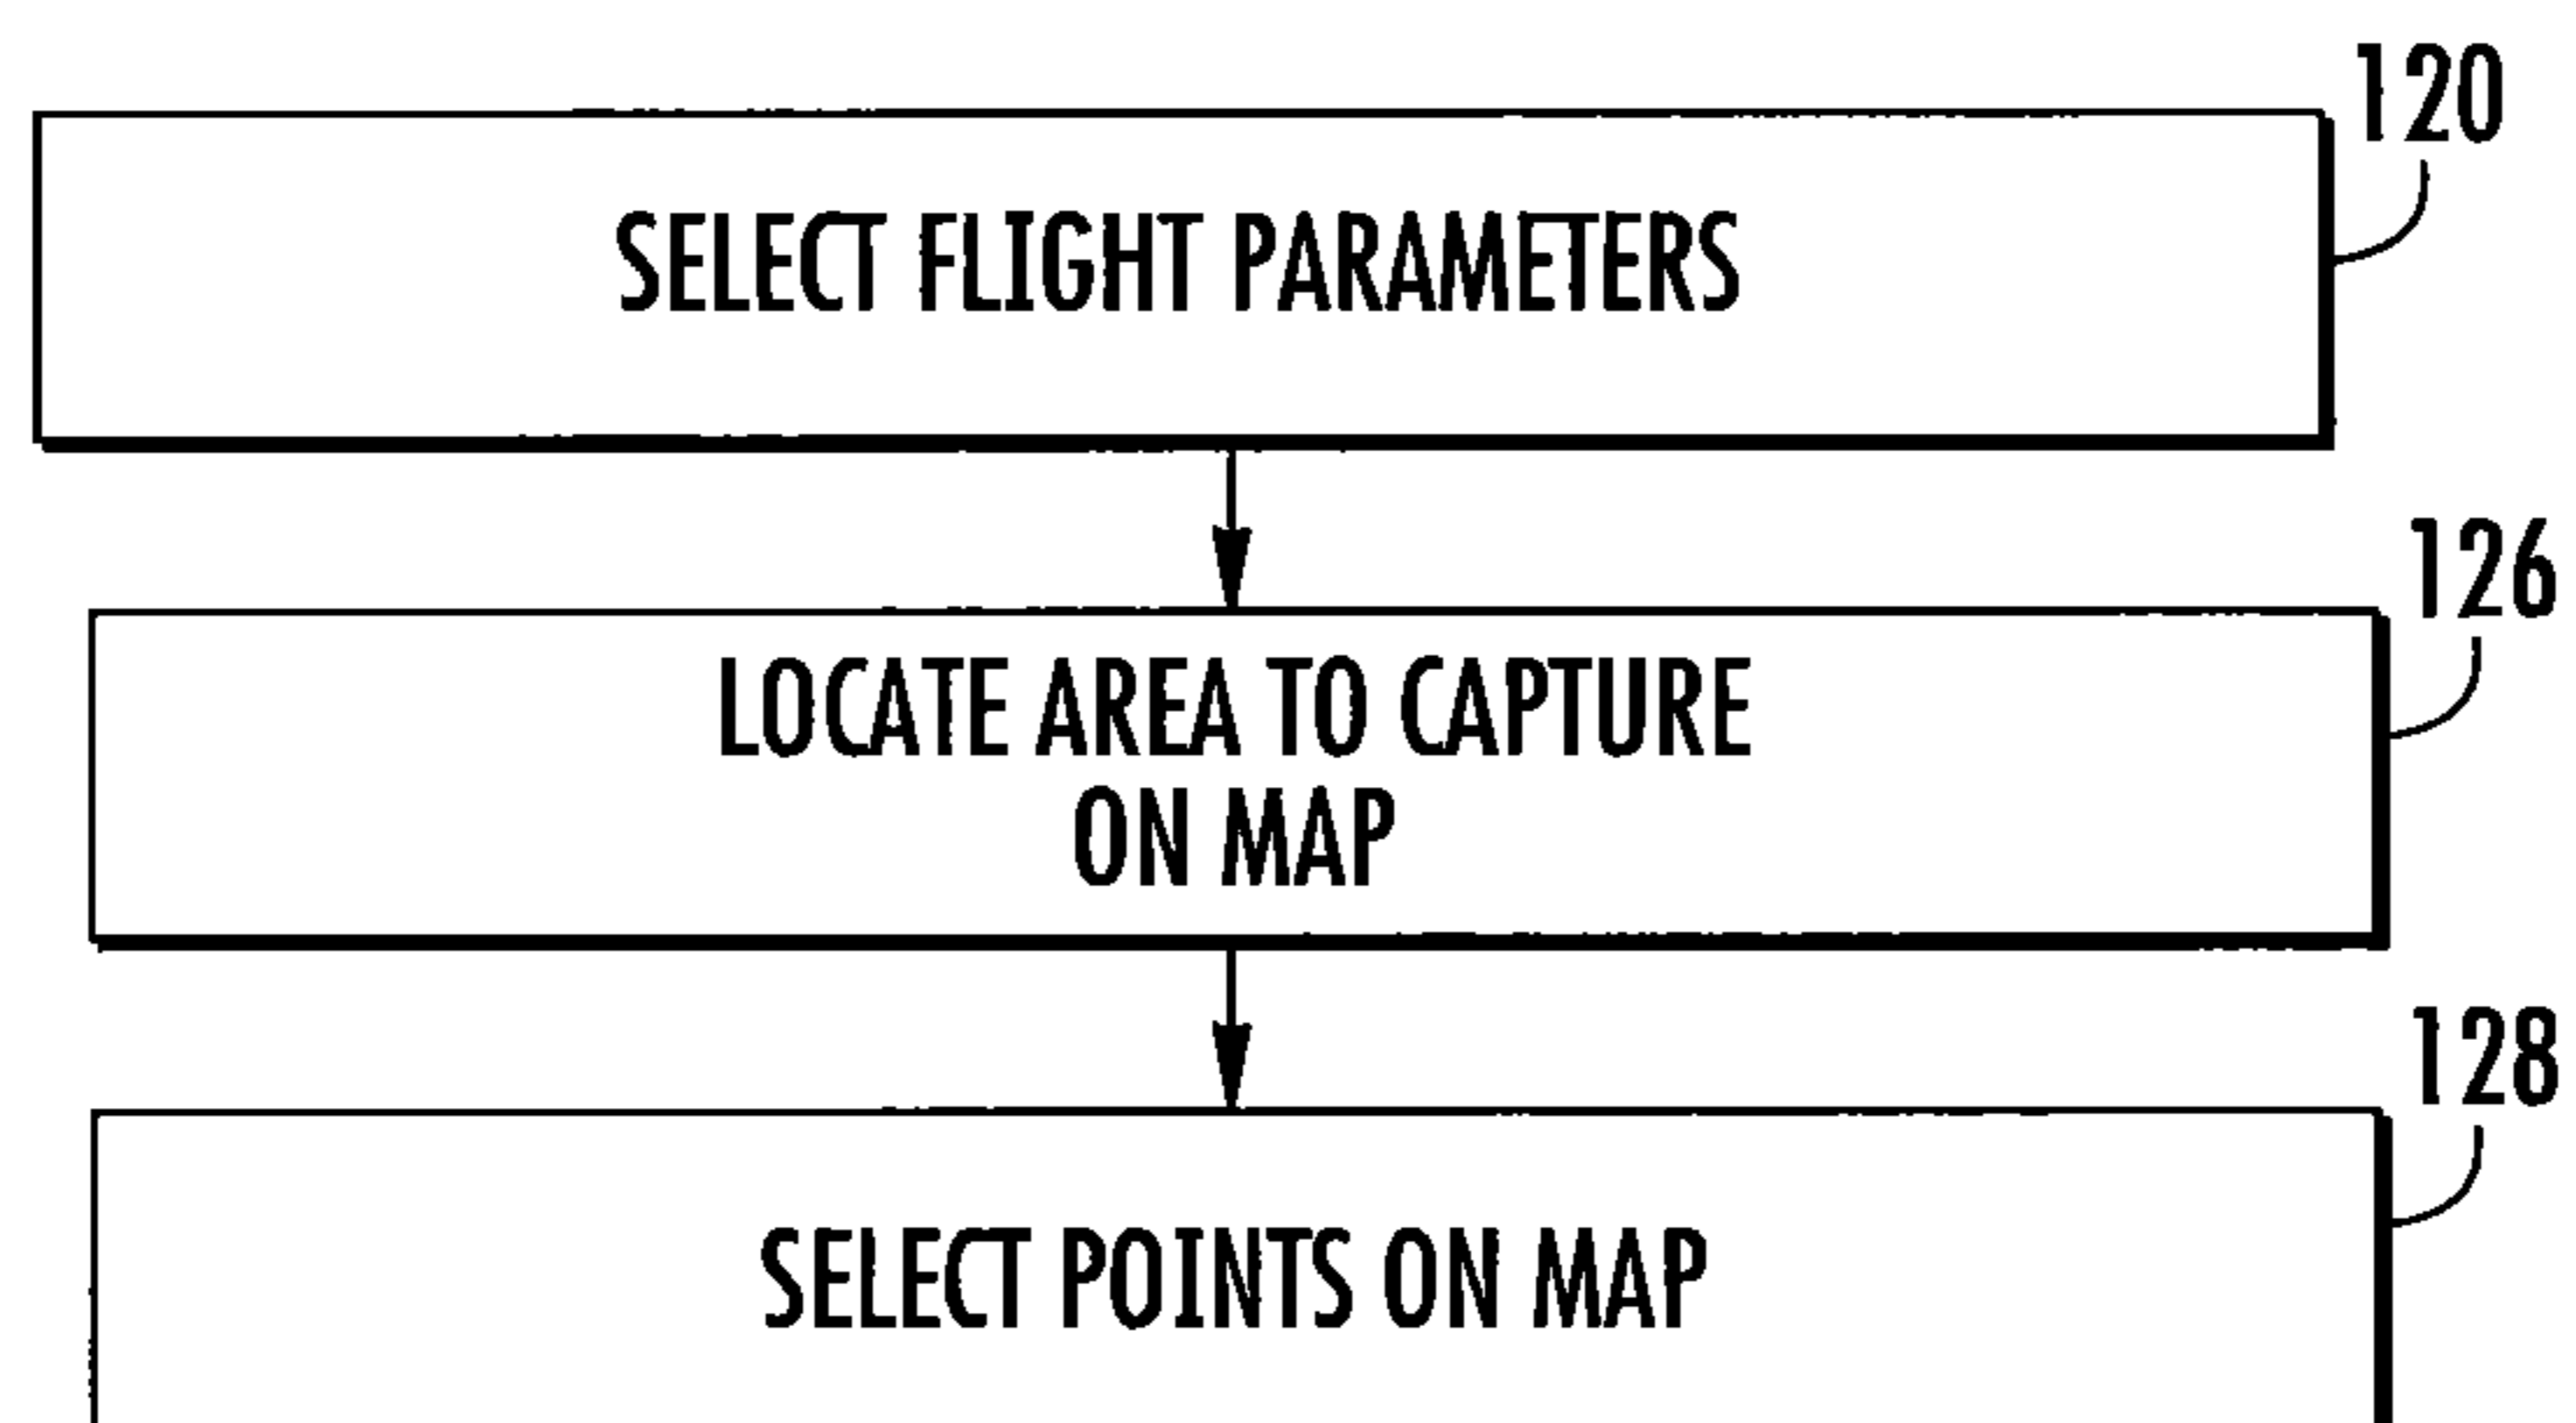 120
SELECT FLIGHT PARAMETERS
126
LOCATE AREA TO CAPTURE
ON MAP
128
SELECT POINTS ON MAP